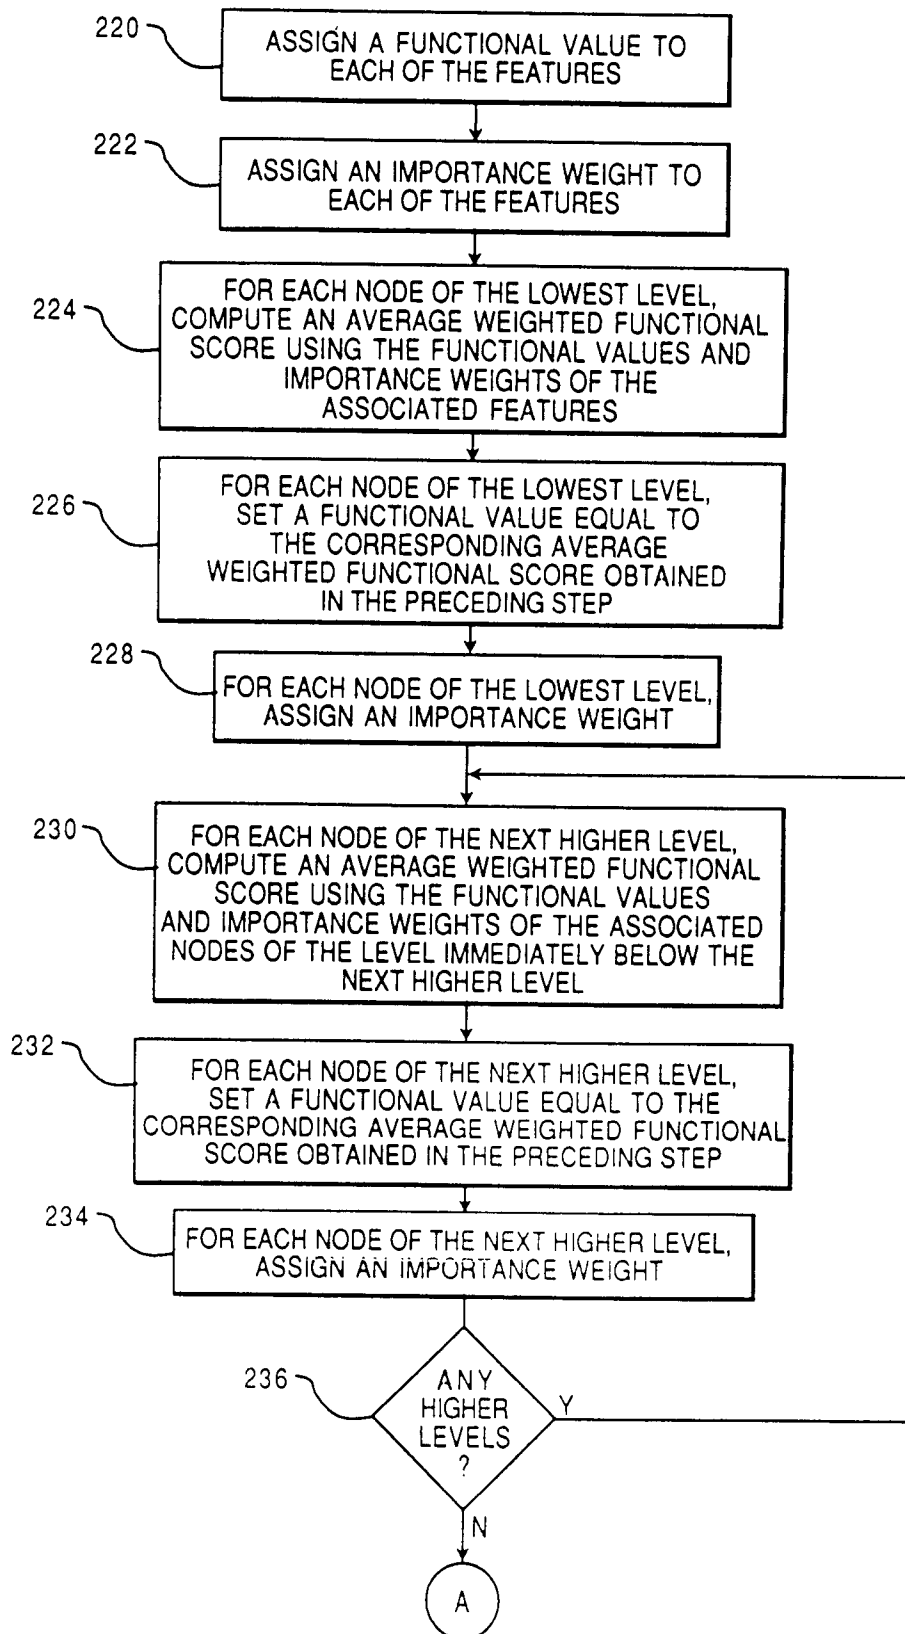 220
ASSIGN A FUNCTIONAL VALUE TO
EACH OF THE FEATURES
222
ASSIGN AN IMPORTANCE WEIGHT TO
EACH OF THE FEATURES
224
FOR EACH NODE OF THE LOWEST LEVEL,
COMPUTE AN AVERAGE WEIGHTED FUNCTIONAL
SCORE USING THE FUNCTIONAL VALUES AND
IMPORTANCE WEIGHTS OF THE
ASSOCIATED FEATURES
226
FOR EACH NODE OF THE LOWEST LEVEL,
SET A FUNCTIONAL VALUE EQUAL TO
THE CORRESPONDING AVERAGE
WEIGHTED FUNCTIONAL SCORE OBTAINED
IN THE PRECEDING STEP
228
FOR EACH NODE OF THE LOWEST LEVEL,
ASSIGN AN IMPORTANCE WEIGHT
230
FOR EACH NODE OF THE NEXT HIGHER LEVEL,
COMPUTE AN AVERAGE WEIGHTED FUNCTIONAL
SCORE USING THE FUNCTIONAL VALUES
AND IMPORTANCE WEIGHTS OF THE ASSOCIATED
NODES OF THE LEVEL IMMEDIATELY BELOW THE
NEXT HIGHER LEVEL
232
FOR EACH NODE OF THE NEXT HIGHER LEVEL,
SET A FUNCTIONAL VALUE EQUAL TO THE
CORRESPONDING AVERAGE WEIGHTED FUNCTIONAL
SCORE OBTAINED IN THE PRECEDING STEP
234
FOR EACH NODE OF THE NEXT HIGHER LEVEL,
ASSIGN AN IMPORTANCE WEIGHT
236
ANY
HIGHER
LEVELS
?
Y
N
A